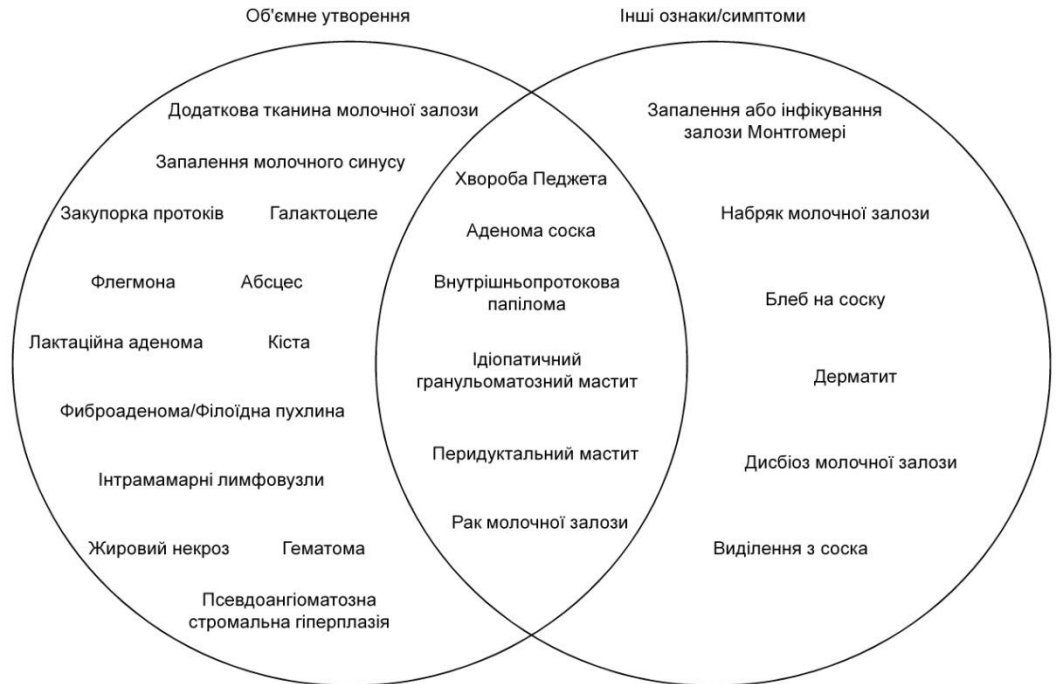 Об'ємне утворення
Інші ознаки/симптоми
Додаткова тканина молочної залози
Запалення молочного синусу
Закупорка протоків
Галактоцеле
Флегмона
Абсцес
Лактаційна аденома
Кіста
Фиброаденома/Філоїдна пухлина
Інтрамамарні лимфовузли
Жировий некроз
Гематома
Псевдоангіоматозна
стромальна гіперплазія
Хвороба Педжета
Аденома соска
Внутрішньопротокова
папілома
Ідіопатичний
гранульоматозний мастит
Перидуктальний мастит
Рак молочної залози
Запалення або інфікування
залози Монтгомері
Набряк молочної залози
Блеб на соску
Дерматит
Дисбіоз молочної залози
Виділення з соска